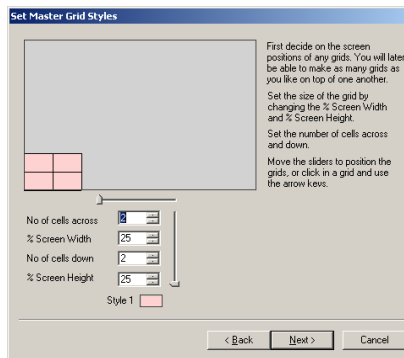 Set Master Grid Styles
First decide on the screen
positions of any grids. You will later
be able to make as many grids as
you like on top of one another.
Set the size of the grid by
changing the % Screen Width
and % Screen Height.
Set the number of cells across
and down.
Move the sliders to position the
grids, or click in a grid and use
the arrow keys.
No of cells across 2
% Screen Width 25
No of cells down 2
% Screen Height 25
Style 1
< Back Next > Cancel